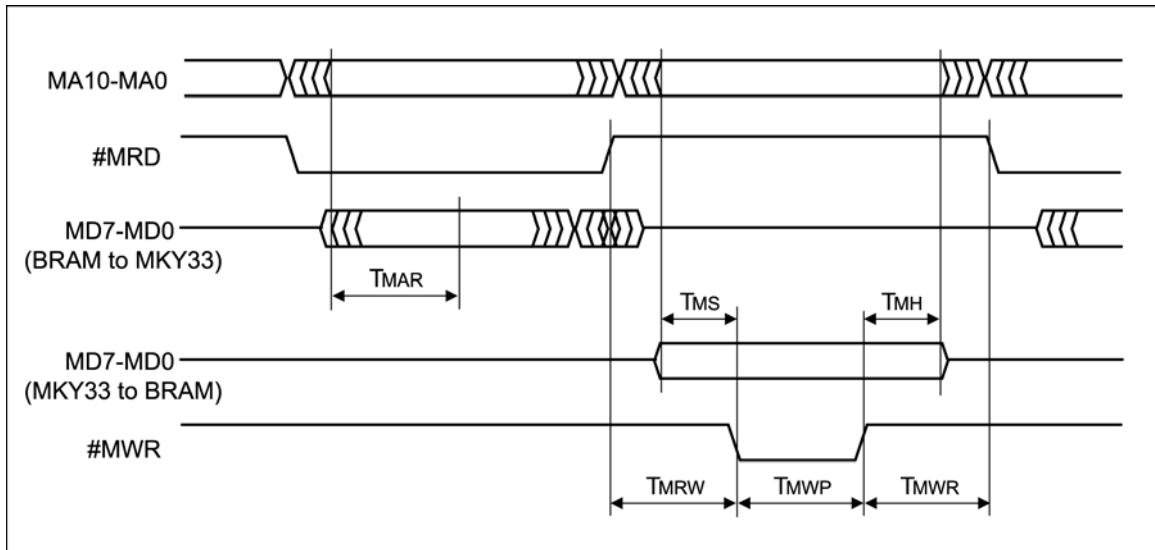 MA10-MA0
#MRD
MD7-MD0
(BRAM to MKY33)
TMAR
TMS
TMH
MD7-MD0
(MKY33 to BRAM)
#MWR
TMRW
TMWP
TMWR